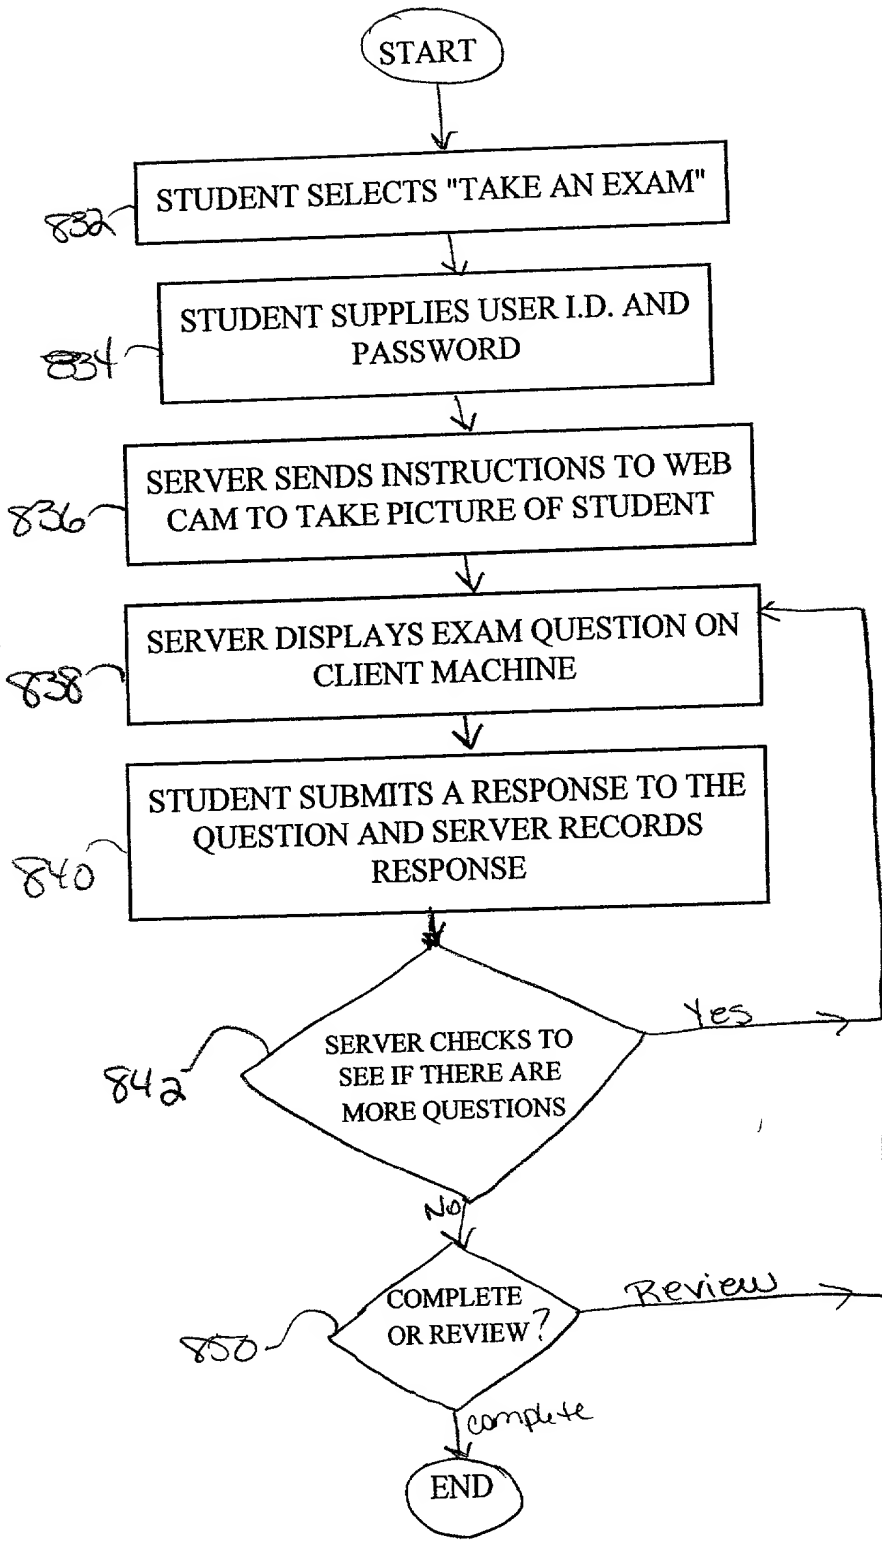 START
832
STUDENT SELECTS "TAKE AN EXAM"
834
STUDENT SUPPLIES USER I.D. AND
PASSWORD
836
SERVER SENDS INSTRUCTIONS TO WEB
CAM TO TAKE PICTURE OF STUDENT
838
SERVER DISPLAYS EXAM QUESTION ON
CLIENT MACHINE
840
STUDENT SUBMITS A RESPONSE TO THE
QUESTION AND SERVER RECORDS
RESPONSE
842
SERVER CHECKS TO
SEE IF THERE ARE
MORE QUESTIONS
Yes
No
850
COMPLETE
OR REVIEW?
Review
complete
END